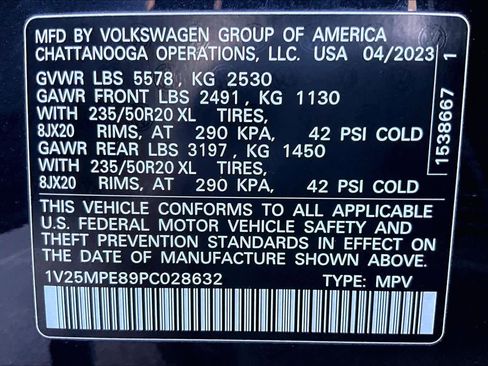 MFD BY VOLKSWAGEN GROUP OF AMERICA
CHATTANOOGA OPERATIONS, LLC. USA 04/2023
GVWR LBS 5578 , KG 2530
GAWR FRONT LBS 2491 , KG 1130
WITH 235/50R20 XL TIRES,
8JX20 RIMS, AT 290 KPA, 42 PSI COLD
GAWR REAR LBS 3197 , KG 1450
WITH 235/50R20 XL TIRES,
8JX20 RIMS, AT 290 KPA, 42 PSI COLD
THIS VEHICLE CONFORMS TO ALL APPLICABLE
U.S. FEDERAL MOTOR VEHICLE SAFETY AND
THEFT PREVENTION STANDARDS IN EFFECT ON
THE DATE OF MANUFACTURE SHOWN ABOVE.
1V25MPE89PC028632 TYPE: MPV
1538667 1